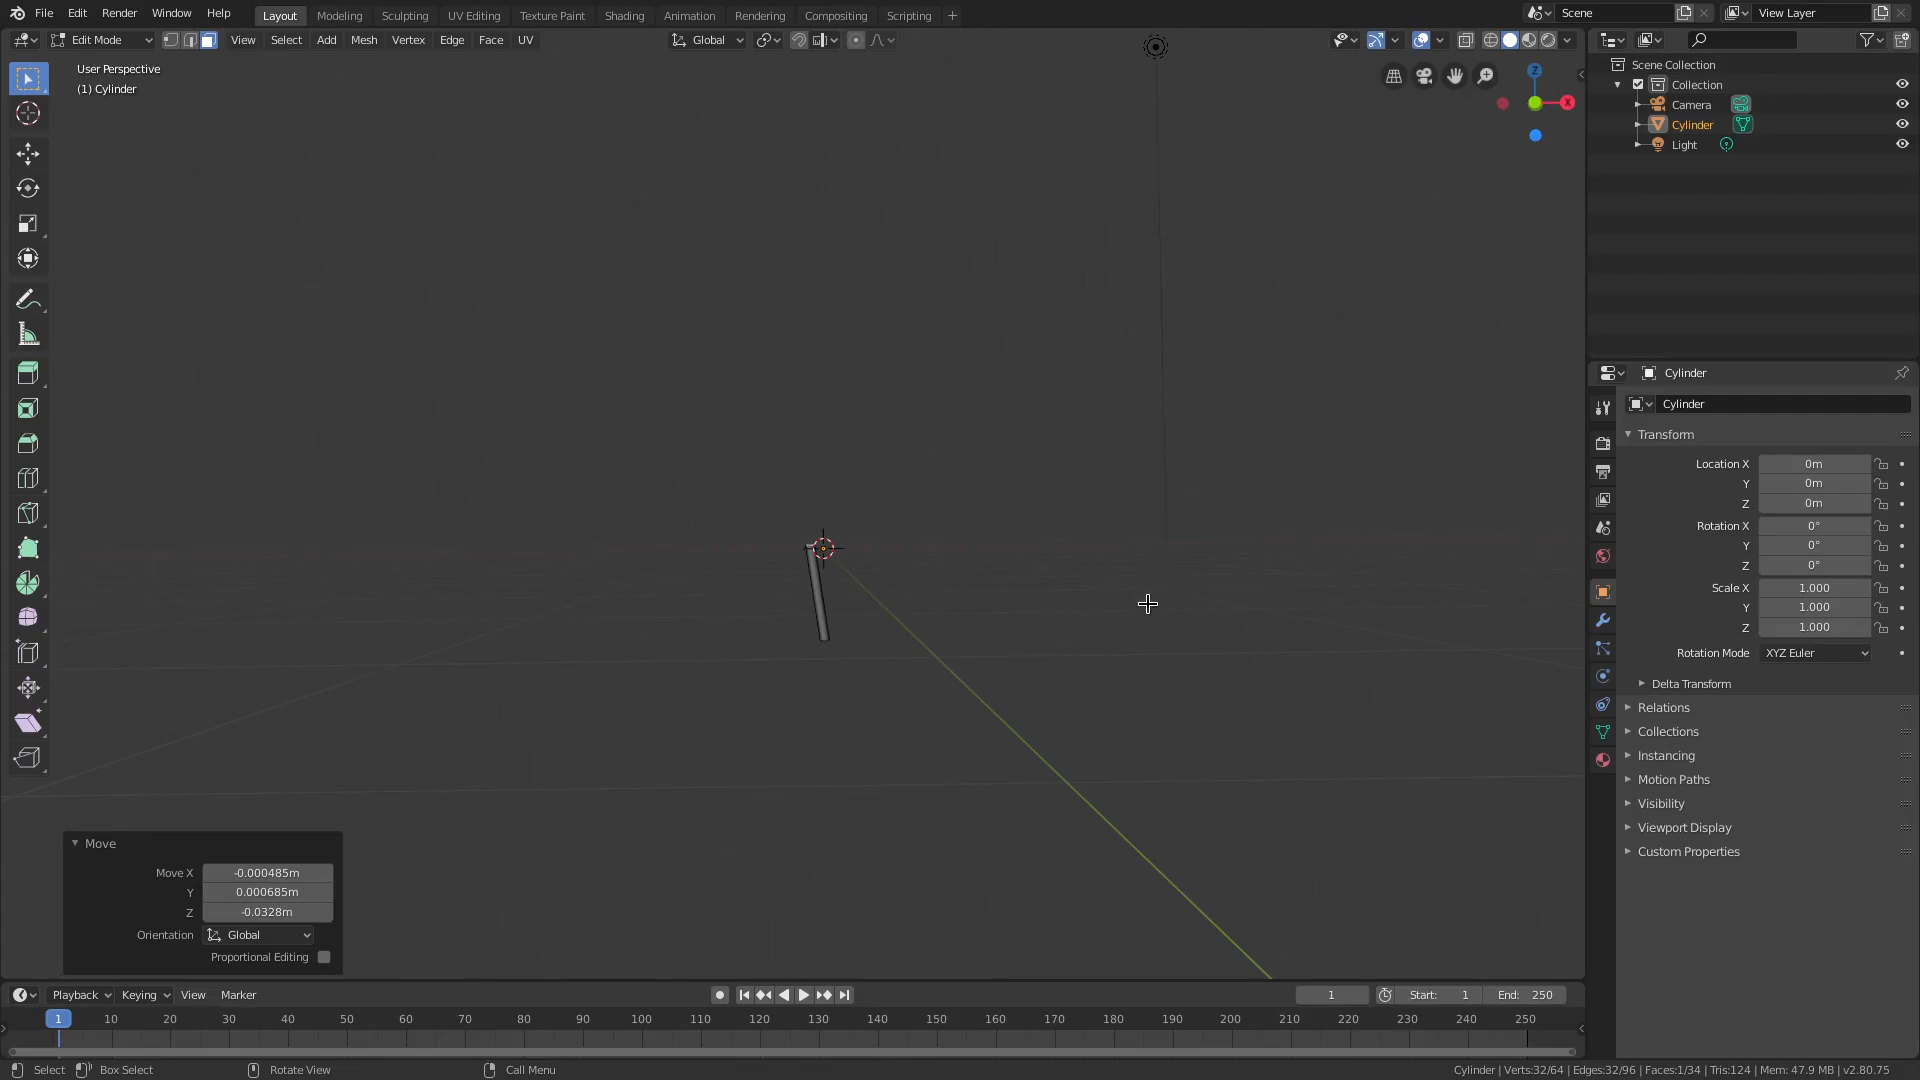 File Edit Render Window Help Layout Modeling Sculpting UV Editing Texture Paint Shading Animation Rendering Compositing Scripting + Scene View Layer
Edit Mode View Select Add Mesh Vertex Edge Face UV Global
User Perspective
(1) Cylinder
Z
X
Scene Collection
Collection
Camera
Cylinder
Light
Cylinder
Cylinder
Transform
Location X 0m
Y 0m
Z 0m
Rotation X 0°
Y 0°
Z 0°
Scale X 1.000
Y 1.000
Z 1.000
Rotation Mode XYZ Euler
Delta Transform
Relations
Collections
Instancing
Motion Paths
Visibility
Viewport Display
Custom Properties
Move
Move X -0.000485m
Y 0.000685m
Z -0.0328m
Orientation Global
Proportional Editing
Playback Keying View Marker 1 Start: 1 End: 250
1 10 20 30 40 50 60 70 80 90 100 110 120 130 140 150 160 170 180 190 200 210 220 230 240 250
Select Box Select Rotate View Call Menu Cylinder | Verts:32/64 | Edges:32/96 | Faces:1/34 | Tris:124 | Mem: 47.9 MB | v2.80.75